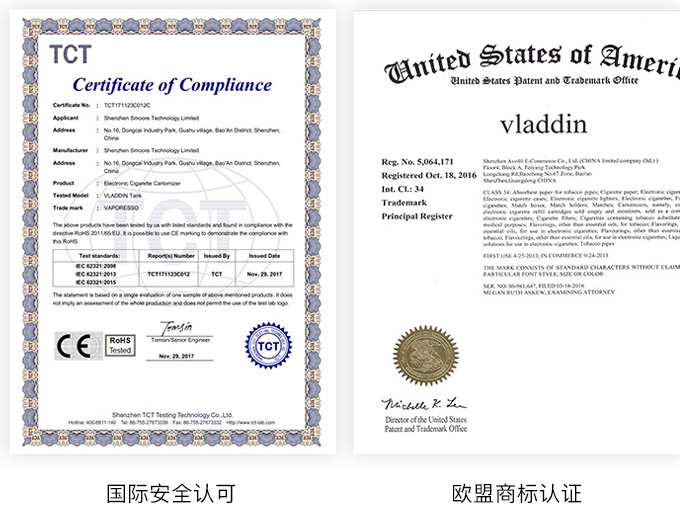 TCT
Certificate of Compliance
Certificate No. : TCT171123C012C
Applicant : Shenzhen Smoore Technology Limited
Address : No.16, Dongcai Industry Park, Gushu village, Bao'An District, Shenzhen,
China
Manufacturer : Shenzhen Smoore Technology Limited
Address : No.16, Dongcai Industry Park, Gushu village, Bao'An District, Shenzhen,
China
Product : Electronic Cigarette Cartomizer
Tested Model : VLADDIN Tank
Trade mark : VAPORESSO
The above products have been tested by us with listed standards and found in compliance with the
directive RoHS 2011/65/EU. It is possible to use CE marking to demonstrate the compliance with
this RoHS.
Test standards: Report(s) Number Issued By Issued Date
IEC 62321:2008
IEC 62321:2013 TCT171123C012 TCT Nov. 29, 2017
IEC 62321:2015
The statement is based on a single evaluation of one sample of above mentioned products. It does
not imply an assessment of the whole production and does not permit the use of the test lab logo.
CE RoHS Tested
Tomsin
Tomsin/Senior Engineer
Nov. 29, 2017
TCT
Shenzhen TCT Testing Technology Co.,Ltd.
Hotline: 400-6611-140 Tel: 86-755-27673339 Fax: 86-755-27673332 Http://www.tct-lab.com
国际安全认可
United States of Ameri
United States Patent and Trademark Office
vladdin
Reg. No. 5,064,171
Registered Oct. 18, 2016
Int. Cl.: 34
Trademark
Principal Register
Shenzhen Ave40 E-Commerce Co., Ltd. (CHINA limited company (ltd.) )
Floor4, Block A, Feiyang Technology Park
Longchang Rd,Baocheng No.67 Zone, Bao'an
Shenzhen,Guangdong CHINA
CLASS 34: Absorbent paper for tobacco pipes; Cigarette paper; Electronic cigar
Electronic cigarette cases; Electronic cigarette lighters; Electronic cigarettes; F
cigarettes; Match boxes; Match holders; Matches; Cartomizers, namely, co
electronic cigarette refill cartridges sold empty and atomizers, sold as a com
electronic cigarettes; Cigarette filters; Cigarettes containing tobacco substitute
medical purposes; Flavorings, other than essential oils, for tobacco; Flavorings,
essential oils, for use in electronic cigarettes; Flavourings, other than essenti
tobacco; Flavourings, other than essential oils, for use in electronic cigarettes; Liqu
solutions for use in electronic cigarettes; Tobacco pipes
FIRST USE 4-25-2013; IN COMMERCE 9-24-2013
THE MARK CONSISTS OF STANDARD CHARACTERS WITHOUT CLAIM
PARTICULAR FONT STYLE, SIZE OR COLOR
SER. NO. 86/941,647, FILED 03-16-2016
MEGAN RUTH ASKEW, EXAMINING ATTORNEY
Michelle K. Lee
Director of the United States
Patent and Trademark Office
欧盟商标认证